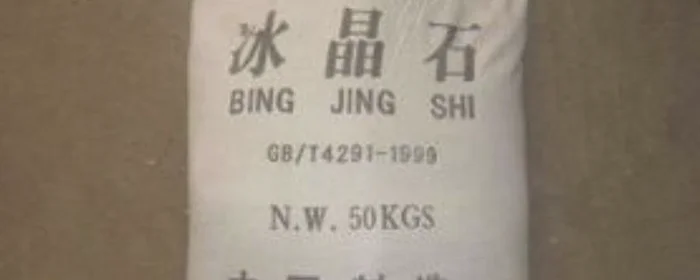 冰晶石
BING JING SHI
GB/T4291-1999
N.W. 50KGS